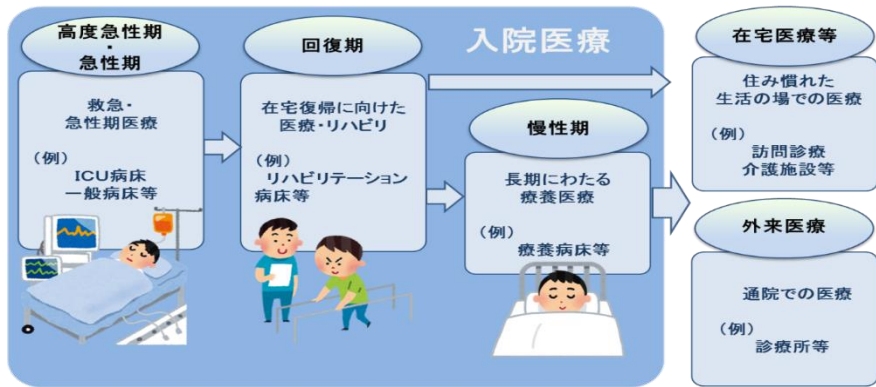 入院医療
高度急性期
・
急性期
救急・
急性期医療
(例)
ICU病床
一般病床等
回復期
在宅復帰に向けた
医療・リハビリ
(例)
リハビリテーション
病床等
慢性期
長期にわたる
療養医療
(例)
療養病床等
在宅医療等
住み慣れた
生活の場での医療
(例)
訪問診療
介護施設等
外来医療
通院での医療
(例)
診療所等